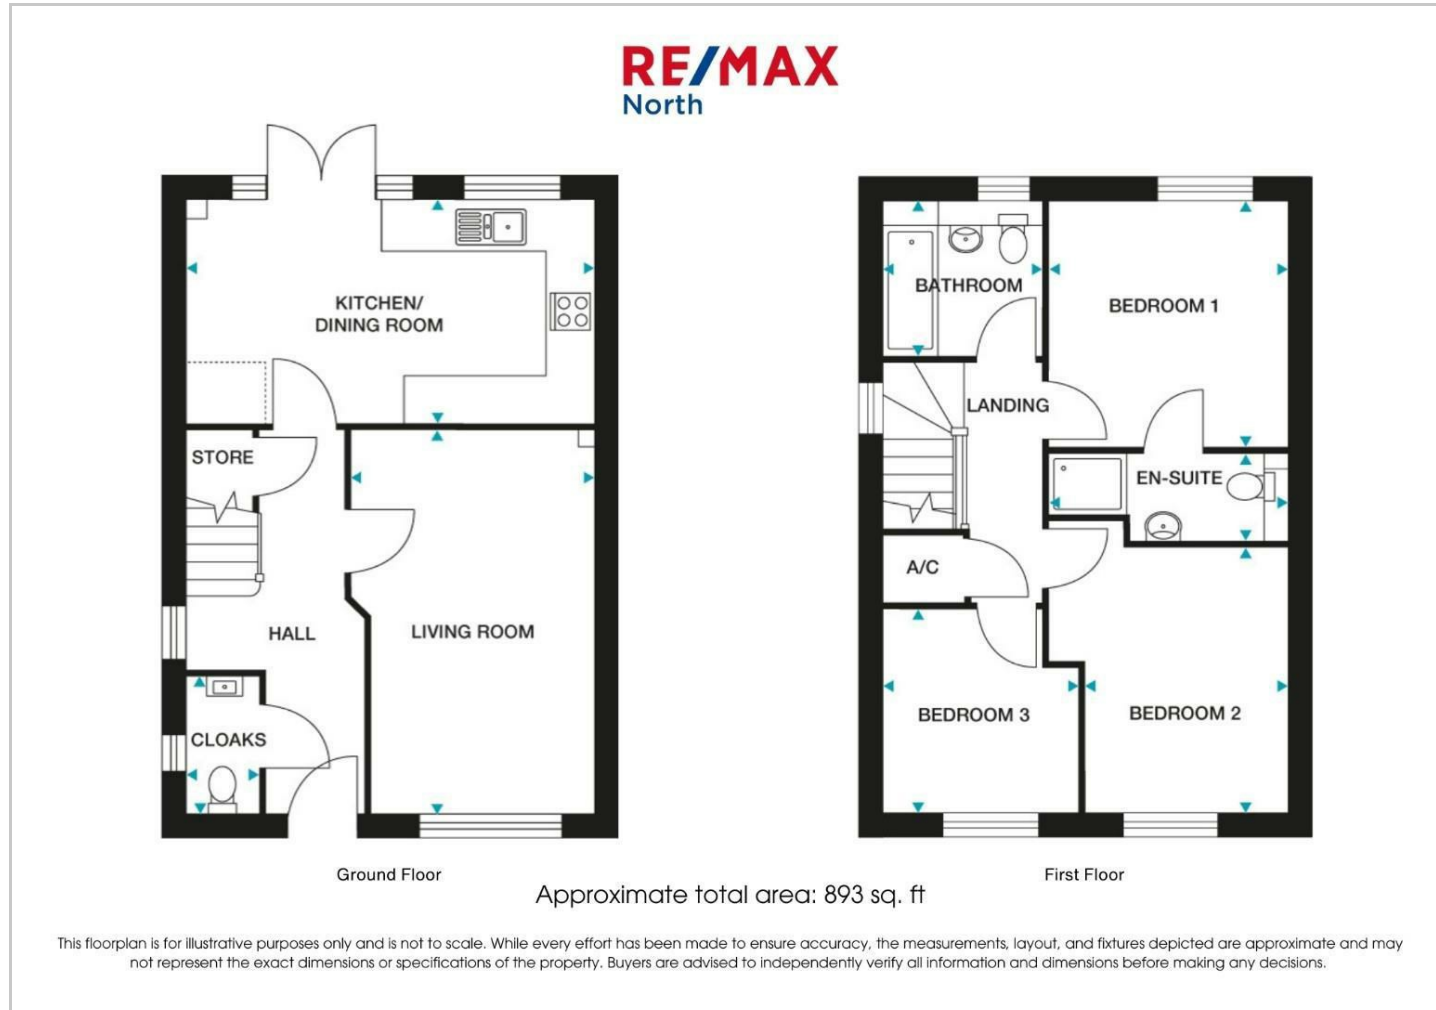 RE/MAX
North
KITCHEN/
DINING ROOM
STORE
HALL
LIVING ROOM
CLOAKS
Ground Floor
BATHROOM
BEDROOM 1
LANDING
EN-SUITE
A/C
BEDROOM 3
BEDROOM 2
First Floor
Approximate total area: 893 sq. ft
This floorplan is for illustrative purposes only and is not to scale. While every effort has been made to ensure accuracy, the measurements, layout, and fixtures depicted are approximate and may
not represent the exact dimensions or specifications of the property. Buyers are advised to independently verify all information and dimensions before making any decisions.